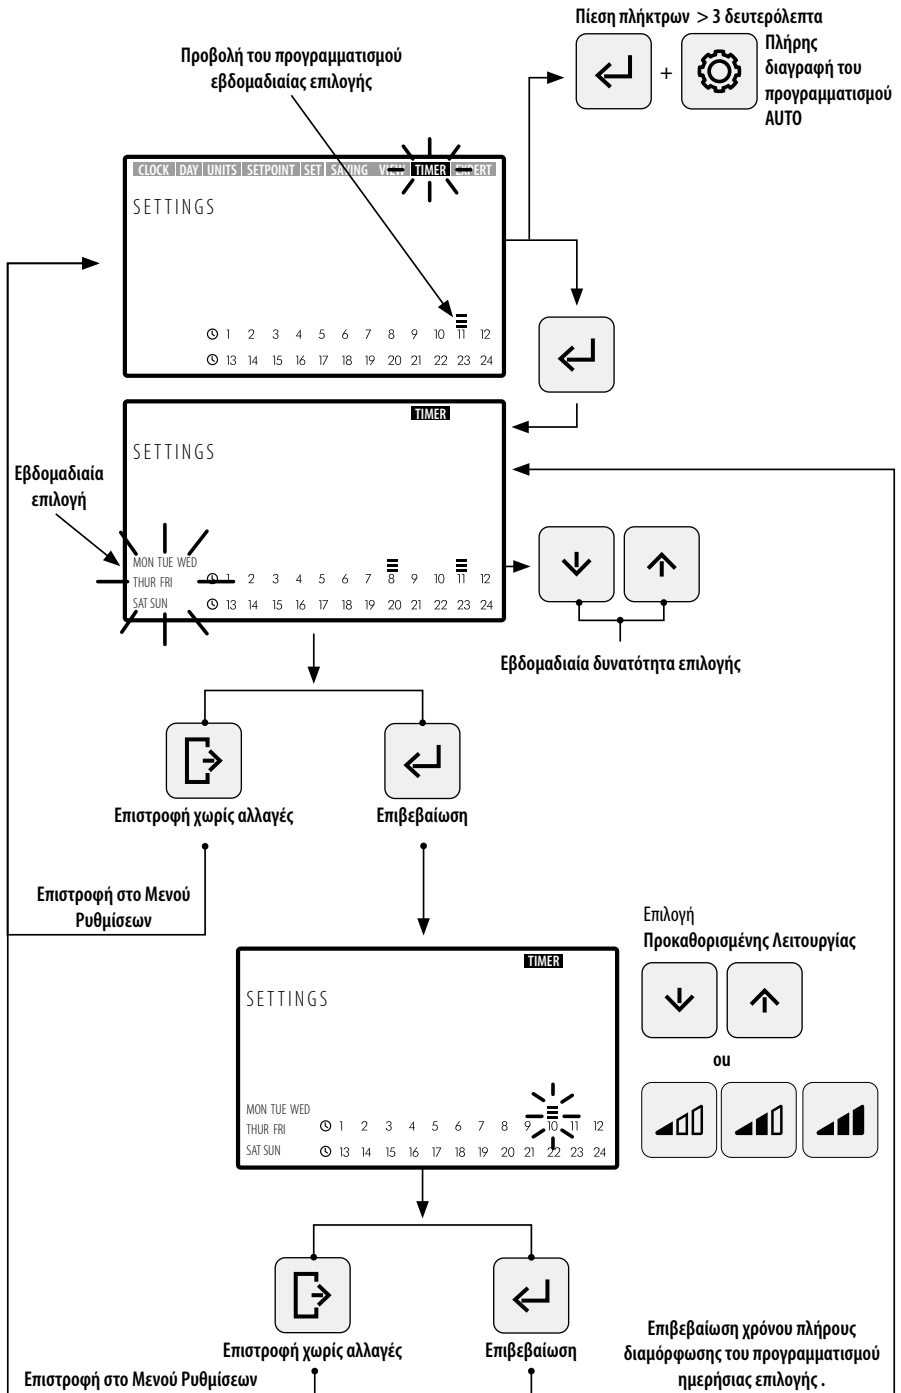 Πίεση πλήκτρων > 3 δευτερόλεπτα
+
Πλήρης
διαγραφή του
προγραμματισμού
AUTO
Προβολή του προγραμματισμού
εβδομαδιαίας επιλογής
CLOCK DAY UNITS SETPOINT SET SAVING VIEW TIMER EXPERT
SETTINGS
1 2 3 4 5 6 7 8 9 10 11 12
13 14 15 16 17 18 19 20 21 22 23 24
TIMER
SETTINGS
Εβδομαδιαία
επιλογή
MON TUE WED
THUR FRI 1 2 3 4 5 6 7 8 9 10 11 12
SAT SUN 13 14 15 16 17 18 19 20 21 22 23 24
Εβδομαδιαία δυνατότητα επιλογής
Επιστροφή χωρίς αλλαγές
Επιβεβαίωση
Επιστροφή στο Μενού
Ρυθμίσεων
Επιλογή
Προκαθορισμένης Λειτουργίας
ou
TIMER
SETTINGS
MON TUE WED
THUR FRI 1 2 3 4 5 6 7 8 9 10 11 12
SAT SUN 13 14 15 16 17 18 19 20 21 22 23 24
Επιστροφή χωρίς αλλαγές
Επιβεβαίωση
Επιστροφή στο Μενού Ρυθμίσεων
Επιβεβαίωση χρόνου πλήρους
διαμόρφωσης του προγραμματισμού
ημερήσιας επιλογής .